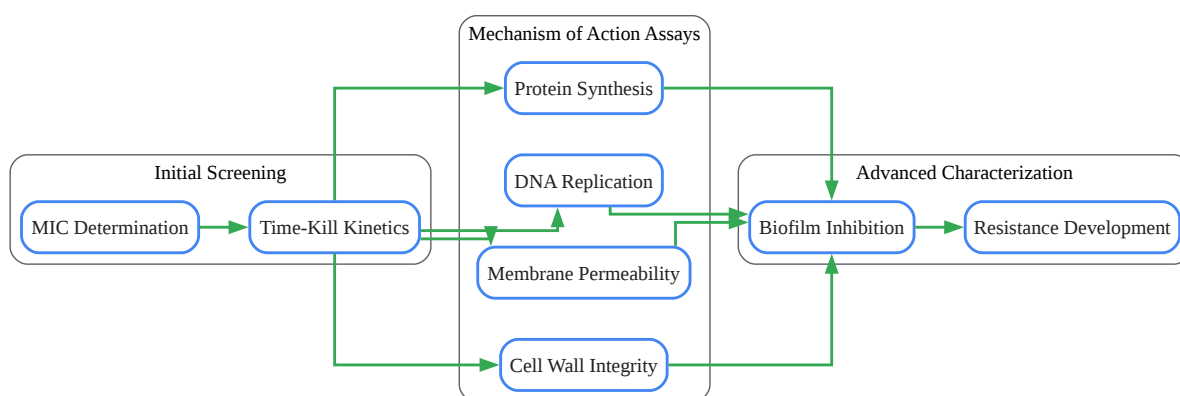 Mechanism of Action Assays
Protein Synthesis
Initial Screening
DNA Replication
Advanced Characterization
MIC Determination
Time-Kill Kinetics
Biofilm Inhibition
Resistance Development
Membrane Permeability
Cell Wall Integrity